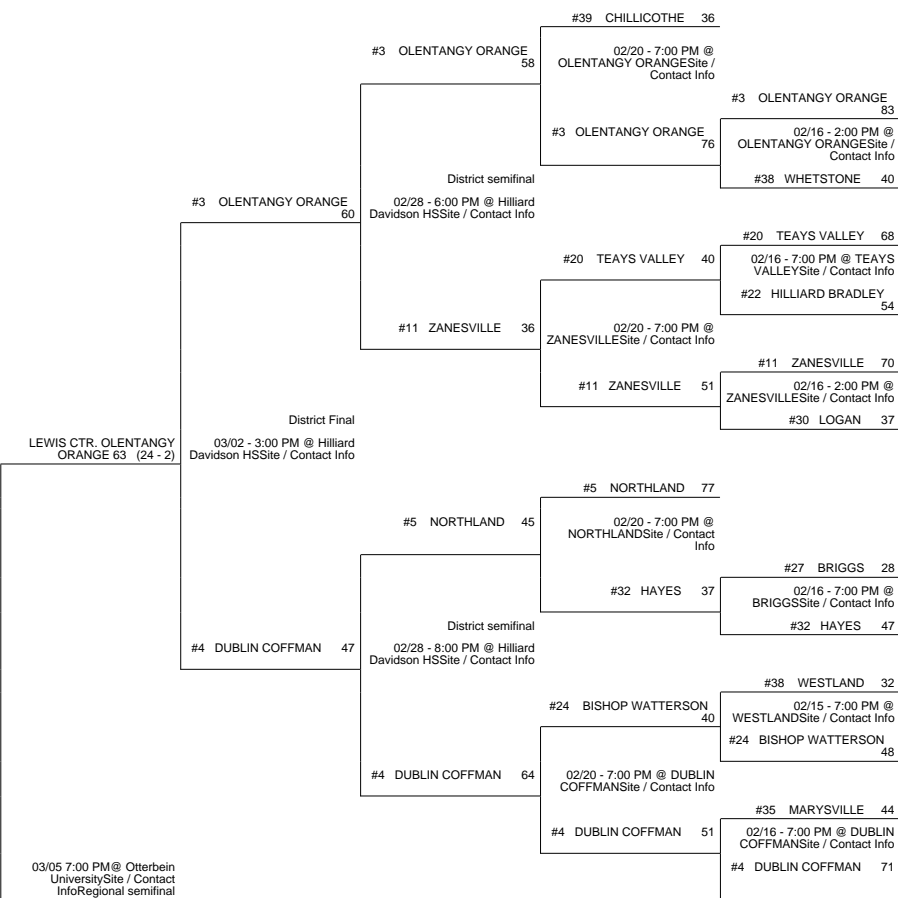 #39 CHILLICOTHE 36
#3 OLENTANGY ORANGE
58
02/20 - 7:00 PM @
OLENTANGY ORANGESite /
Contact Info
#3 OLENTANGY ORANGE
83
#3 OLENTANGY ORANGE
76
02/16 - 2:00 PM @
OLENTANGY ORANGESite /
Contact Info
District semifinal
#38 WHETSTONE 40
#3 OLENTANGY ORANGE
60
02/28 - 6:00 PM @ Hilliard
Davidson HSSite / Contact Info
#20 TEAYS VALLEY 68
#20 TEAYS VALLEY 40
02/16 - 7:00 PM @ TEAYS
VALLEYSite / Contact Info
#22 HILLIARD BRADLEY
54
#11 ZANESVILLE 36
02/20 - 7:00 PM @
ZANESVILLESite / Contact Info
#11 ZANESVILLE 70
#11 ZANESVILLE 51
02/16 - 2:00 PM @
ZANESVILLESite / Contact Info
District Final
#30 LOGAN 37
LEWIS CTR. OLENTANGY
ORANGE 63 (24 - 2)
03/02 - 3:00 PM @ Hilliard
Davidson HSSite / Contact Info
#5 NORTHLAND 77
#5 NORTHLAND 45
02/20 - 7:00 PM @
NORTHLANDSite / Contact
Info
#27 BRIGGS 28
#32 HAYES 37
02/16 - 7:00 PM @
BRIGGSSite / Contact Info
District semifinal
#32 HAYES 47
#4 DUBLIN COFFMAN 47
02/28 - 8:00 PM @ Hilliard
Davidson HSSite / Contact Info
#38 WESTLAND 32
#24 BISHOP WATTERSON
40
02/15 - 7:00 PM @
WESTLANDSite / Contact Info
#24 BISHOP WATTERSON
48
#4 DUBLIN COFFMAN 64
02/20 - 7:00 PM @ DUBLIN
COFFMANSite / Contact Info
#35 MARYSVILLE 44
#4 DUBLIN COFFMAN 51
02/16 - 7:00 PM @ DUBLIN
COFFMANSite / Contact Info
#4 DUBLIN COFFMAN 71
03/05 7:00 PM@ Otterbein
UniversitySite / Contact
InfoRegional semifinal